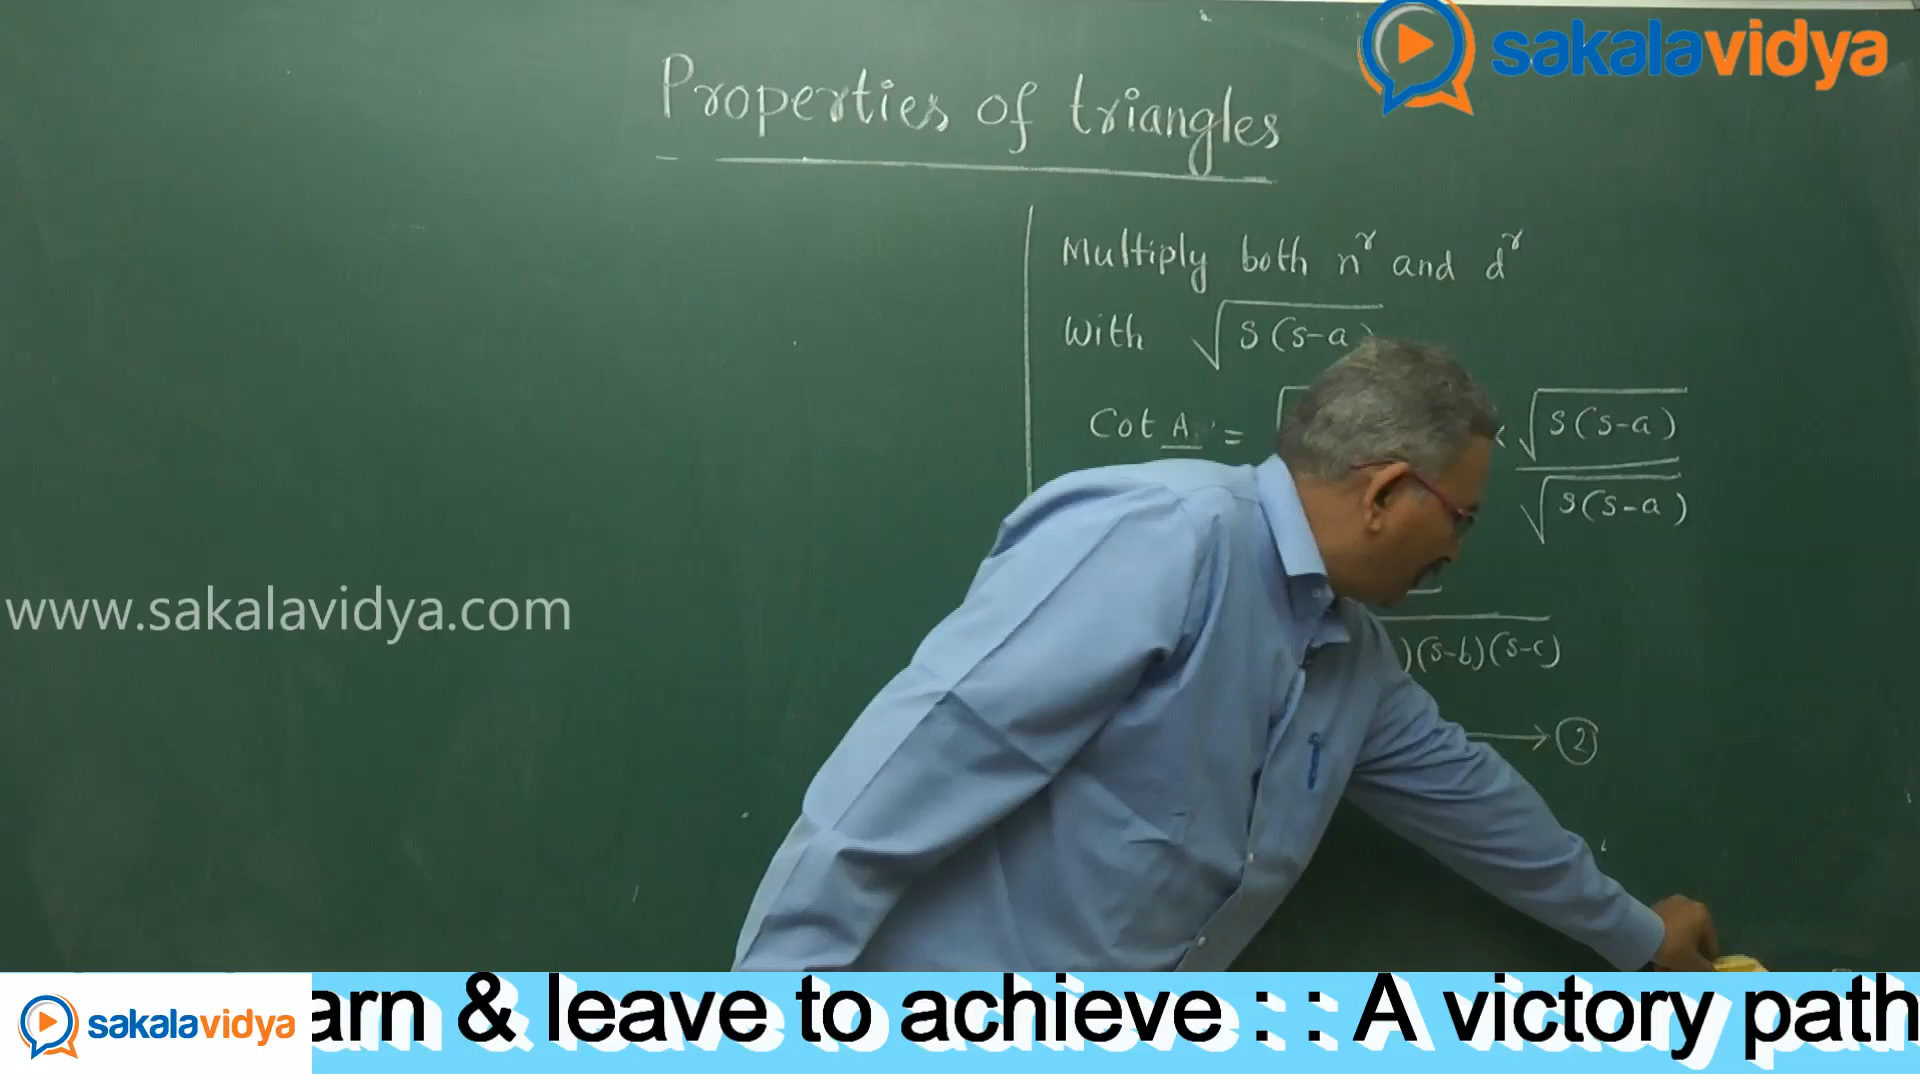 sakalavidya
Properties of triangles
Multiply both nʳ and dʳ
with √s(s-a)
Cot A = √s(s-a)
√s(s-a)
)(s-b)(s-c)
→ ②
www.sakalavidya.com
sakalavidya arn & leave to achieve : : A victory path